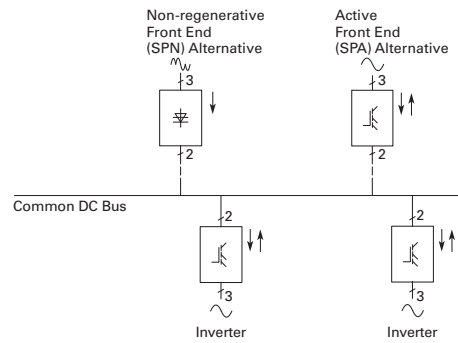 Non-regenerative
Front End
(SPN) Alternative
Active
Front End
(SPA) Alternative
3
3
2
2
Common DC Bus
2
2
3
3
Inverter
Inverter